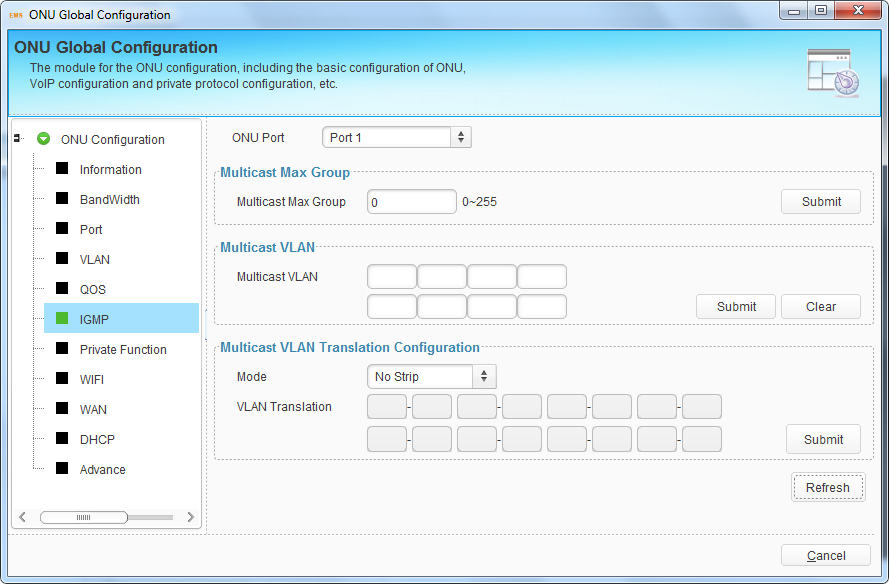 EMS ONU Global Configuration
ONU Global Configuration
The module for the ONU configuration, including the basic configuration of ONU,
VoIP configuration and private protocol configuration, etc.
ONU Configuration
Information
BandWidth
Port
VLAN
QOS
IGMP
Private Function
WIFI
WAN
DHCP
Advance
ONU Port Port 1
Multicast Max Group
Multicast Max Group 0 0~255 Submit
Multicast VLAN
Multicast VLAN
Submit Clear
Multicast VLAN Translation Configuration
Mode No Strip
VLAN Translation - - - -
- - - - Submit
Refresh
Cancel